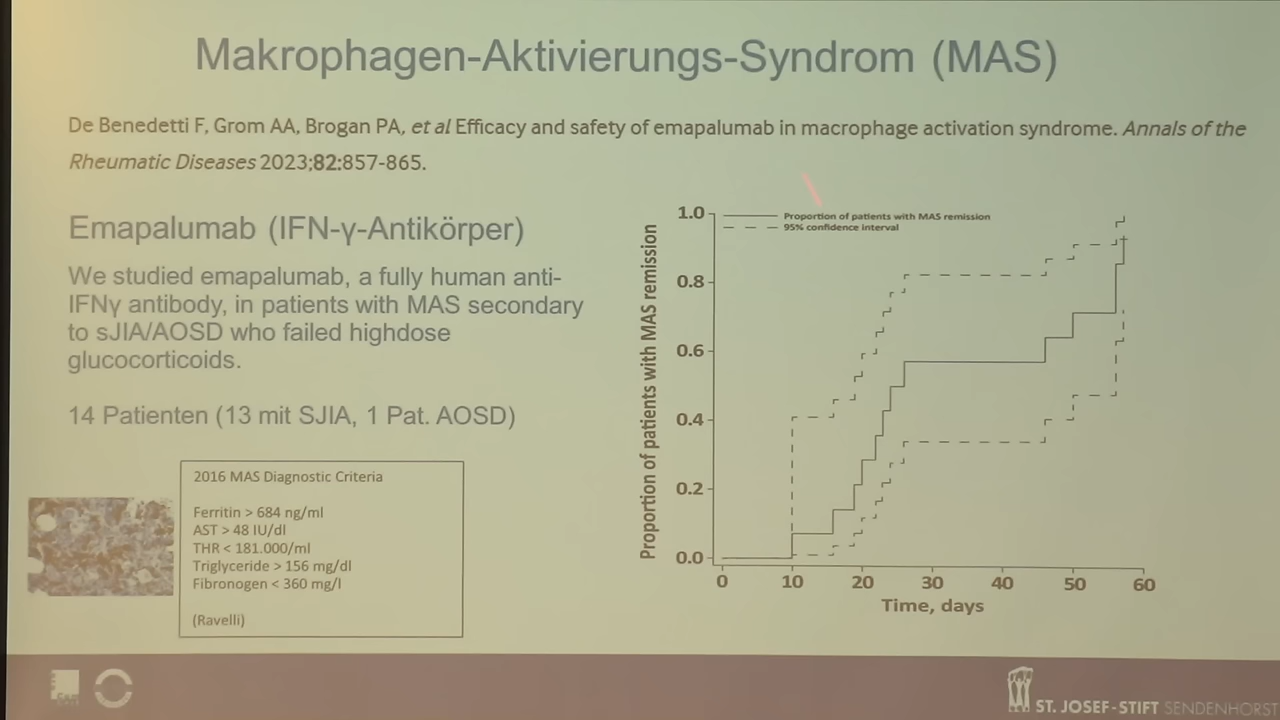 Makrophagen-Aktivierungs-Syndrom (MAS)
De Benedetti F, Grom AA, Brogan PA, et al Efficacy and safety of emapalumab in macrophage activation syndrome. Annals of the
Rheumatic Diseases 2023;82:857-865.
Emapalumab (IFN-γ-Antikörper)
We studied emapalumab, a fully human anti-
IFNγ antibody, in patients with MAS secondary
to sJIA/AOSD who failed highdose
glucocorticoids.
14 Patienten (13 mit SJIA, 1 Pat. AOSD)
2016 MAS Diagnostic Criteria
Ferritin > 684 ng/ml
AST > 48 IU/dl
THR < 181.000/ml
Triglyceride > 156 mg/dl
Fibronogen < 360 mg/l
(Ravelli)
Proportion of patients with MAS remission
95% confidence interval
Proportion of patients with MAS remission
1.0
0.8
0.6
0.4
0.2
0.0
0 10 20 30 40 50 60
Time, days
ST. JOSEF-STIFT SENDENHORST